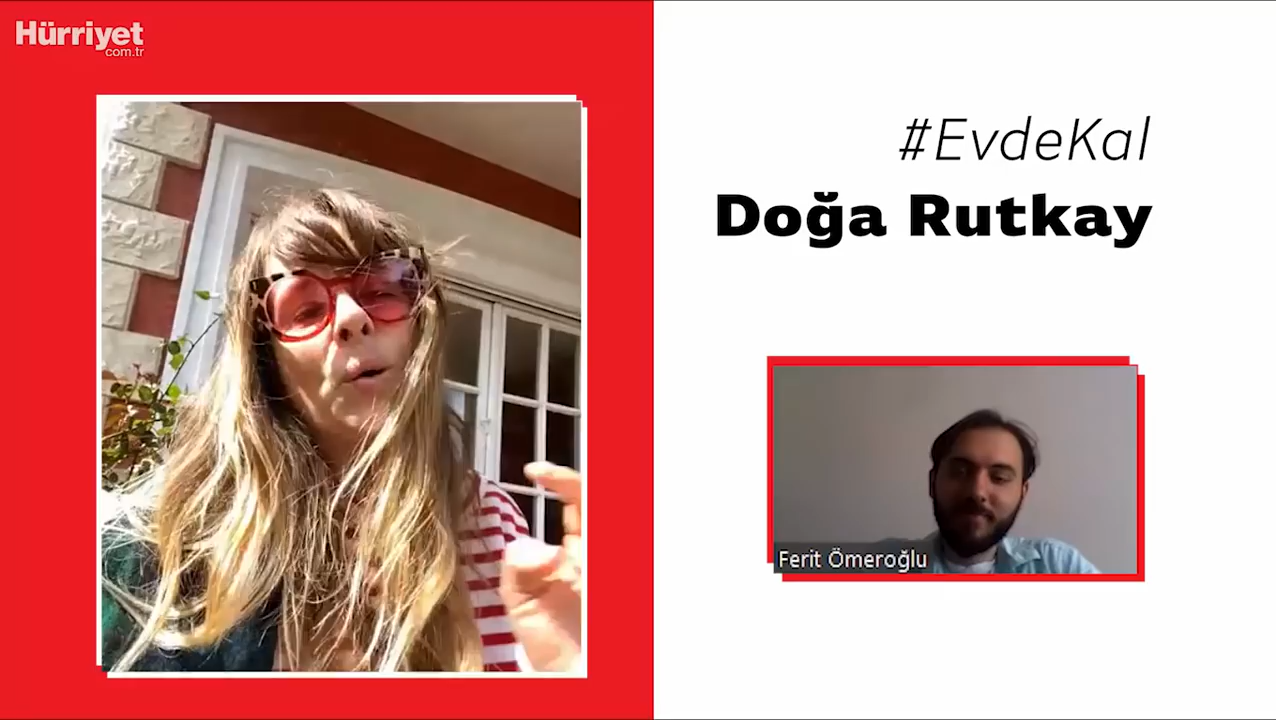 Hürriyet
com.tr
#EvdeKal
Doğa Rutkay
Ferit Ömeroğlu